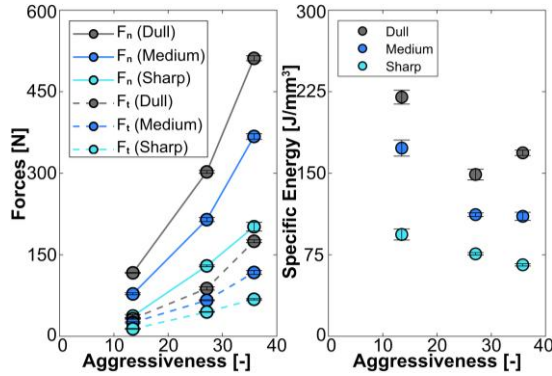 Forces [N]
600
450
300
150
0
Fₙ (Dull)
Fₙ (Medium)
Fₙ (Sharp)
Fₜ (Dull)
Fₜ (Medium)
Fₜ (Sharp)
0 10 20 30 40
Aggressiveness [-]
Specific Energy [J/mm³]
300
225
150
75
0
Dull
Medium
Sharp
0 10 20 30 40
Aggressiveness [-]